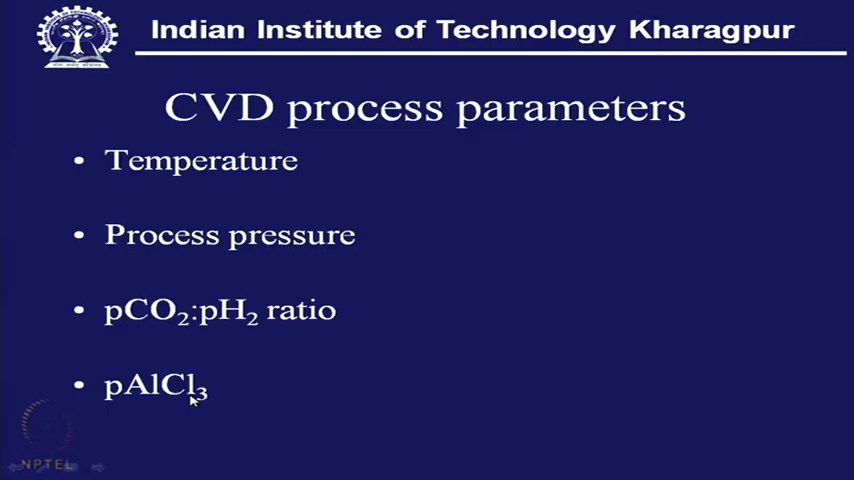 Indian Institute of Technology Kharagpur
CVD process parameters
• Temperature
• Process pressure
• pCO₂:pH₂ ratio
• pAlCl₃
NPTEL